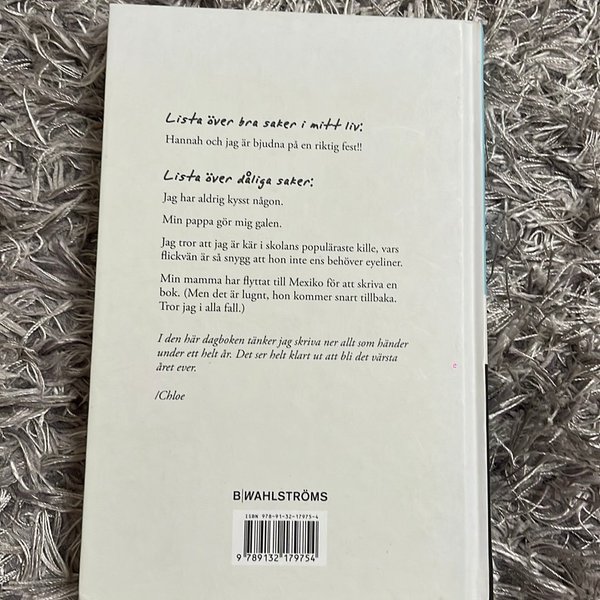 Lista över bra saker i mitt liv:
Hannah och jag är bjudna på en riktig fest!!
Lista över dåliga saker:
Jag har aldrig kysst någon.
Min pappa gör mig galen.
Jag tror att jag är kär i skolans populäraste kille, vars
flickvän är så snygg att hon inte ens behöver eyeliner.
Min mamma har flyttat till Mexiko för att skriva en
bok. (Men det är lugnt, hon kommer snart tillbaka.
Tror jag i alla fall.)
I den här dagboken tänker jag skriva ner allt som händer
under ett helt år. Det ser helt klart ut att bli det värsta
året ever.
/Chloe
B|WAHLSTRÖMS
ISBN 978-91-32-17975-4
9 789132 179754